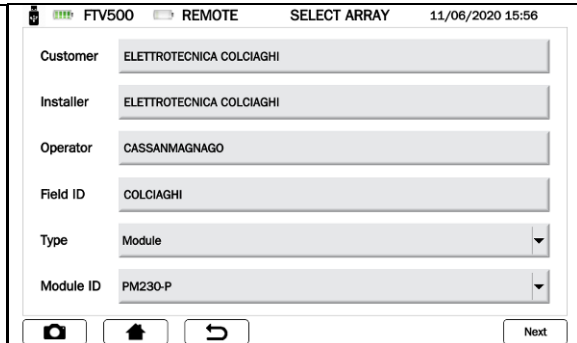 FTV500 REMOTE SELECT ARRAY 11/06/2020 15:56
Customer ELETTROTECNICA COLCIAGHI
Installer ELETTROTECNICA COLCIAGHI
Operator CASSANMAGNAGO
Field ID COLCIAGHI
Type Module
Module ID PM230-P
Next